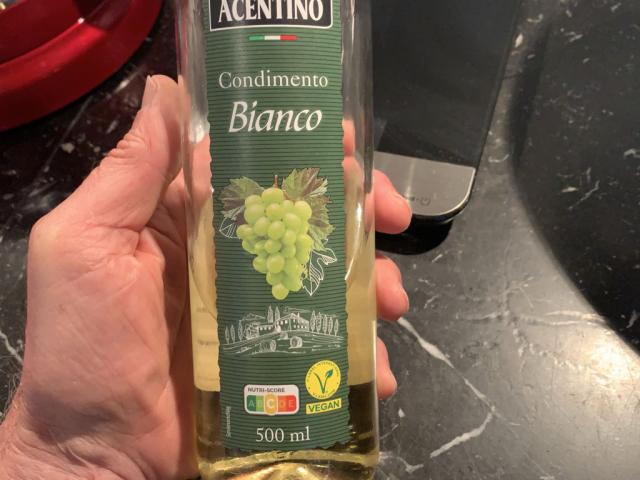 ACENTINO
Condimento
Bianco
NUTRI-SCORE
A B C D E
VEGAN
500 ml